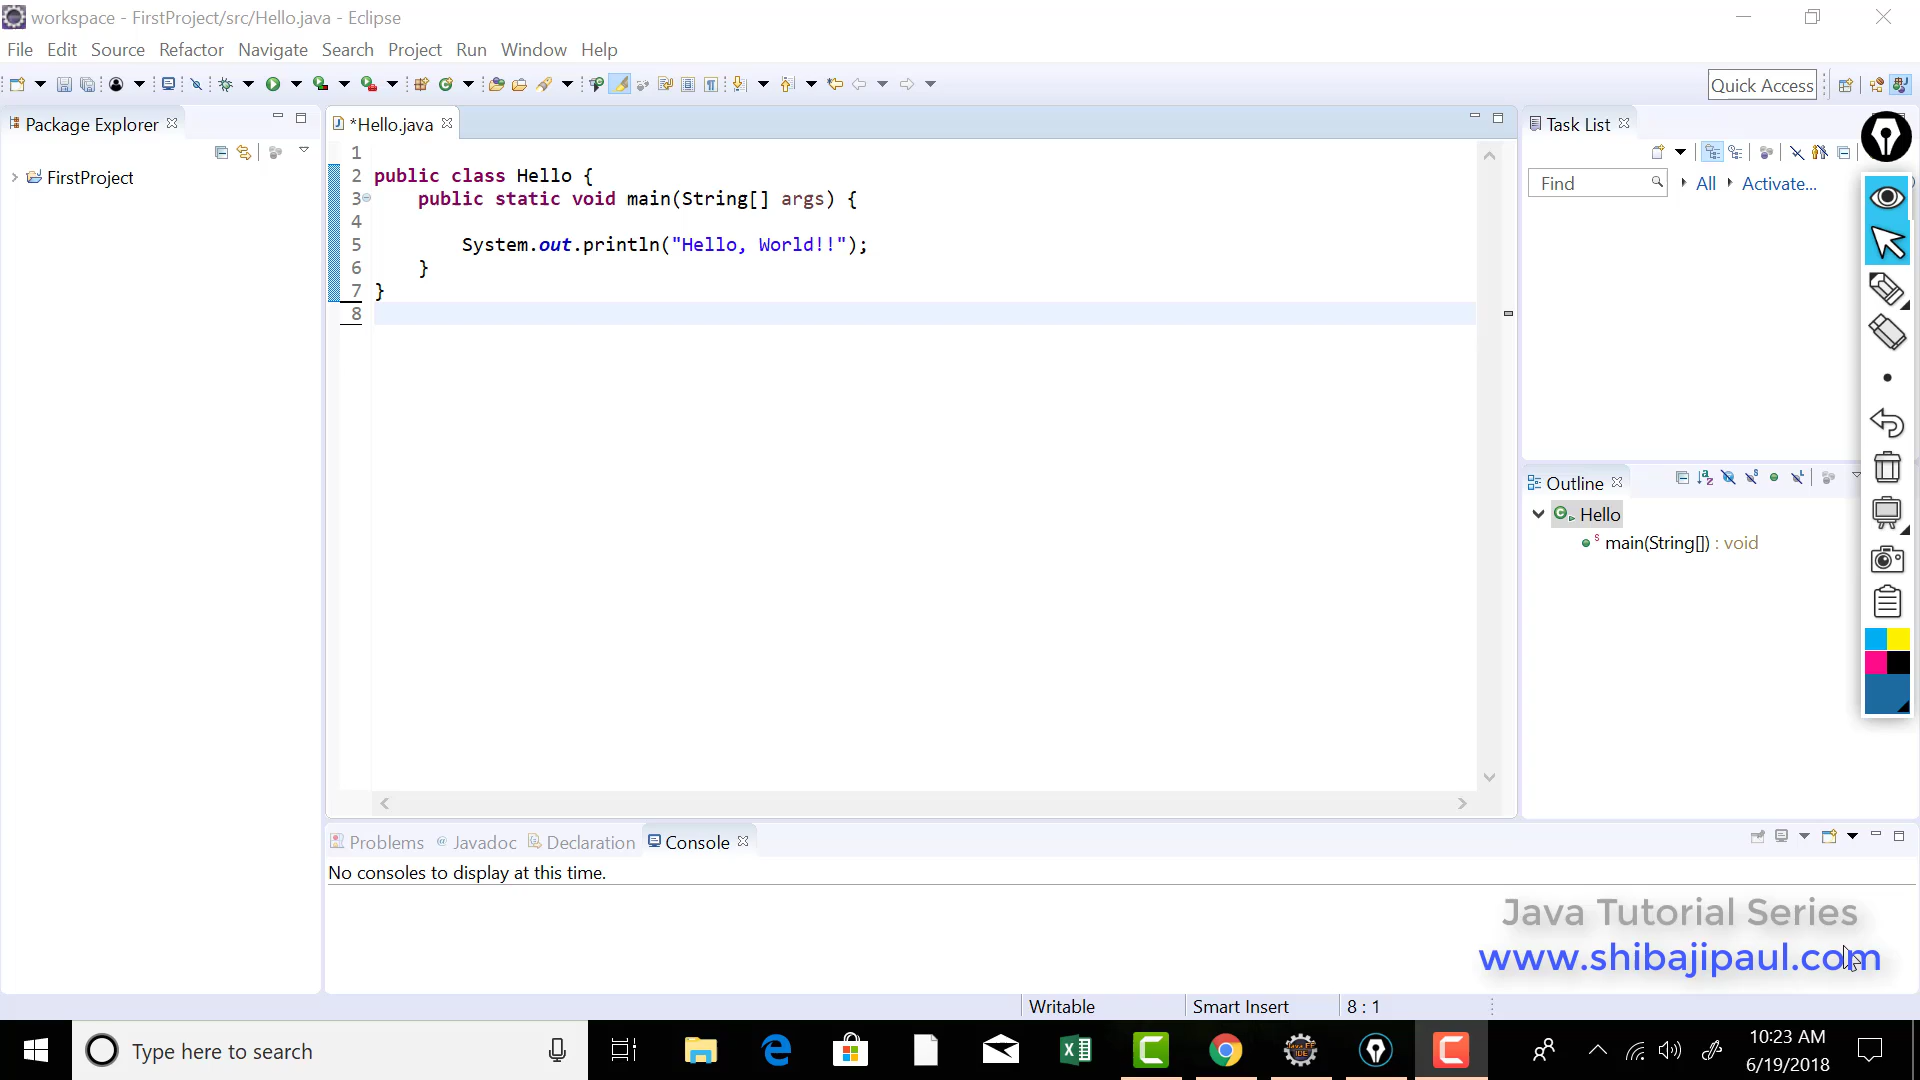 workspace - FirstProject/src/Hello.java - Eclipse
File Edit Source Refactor Navigate Search Project Run Window Help
Quick Access
Package Explorer
*Hello.java
Task List
FirstProject
Find
All
Activate...
1
2 public class Hello {
3 public static void main(String[] args) {
4
5 System.out.println("Hello, World!!");
6 }
7 }
8
Outline
Hello
main(String[]) : void
Problems @ Javadoc Declaration Console
No consoles to display at this time.
Java Tutorial Series
www.shibajipaul.com
Writable Smart Insert 8 : 1
Type here to search
10:23 AM
6/19/2018